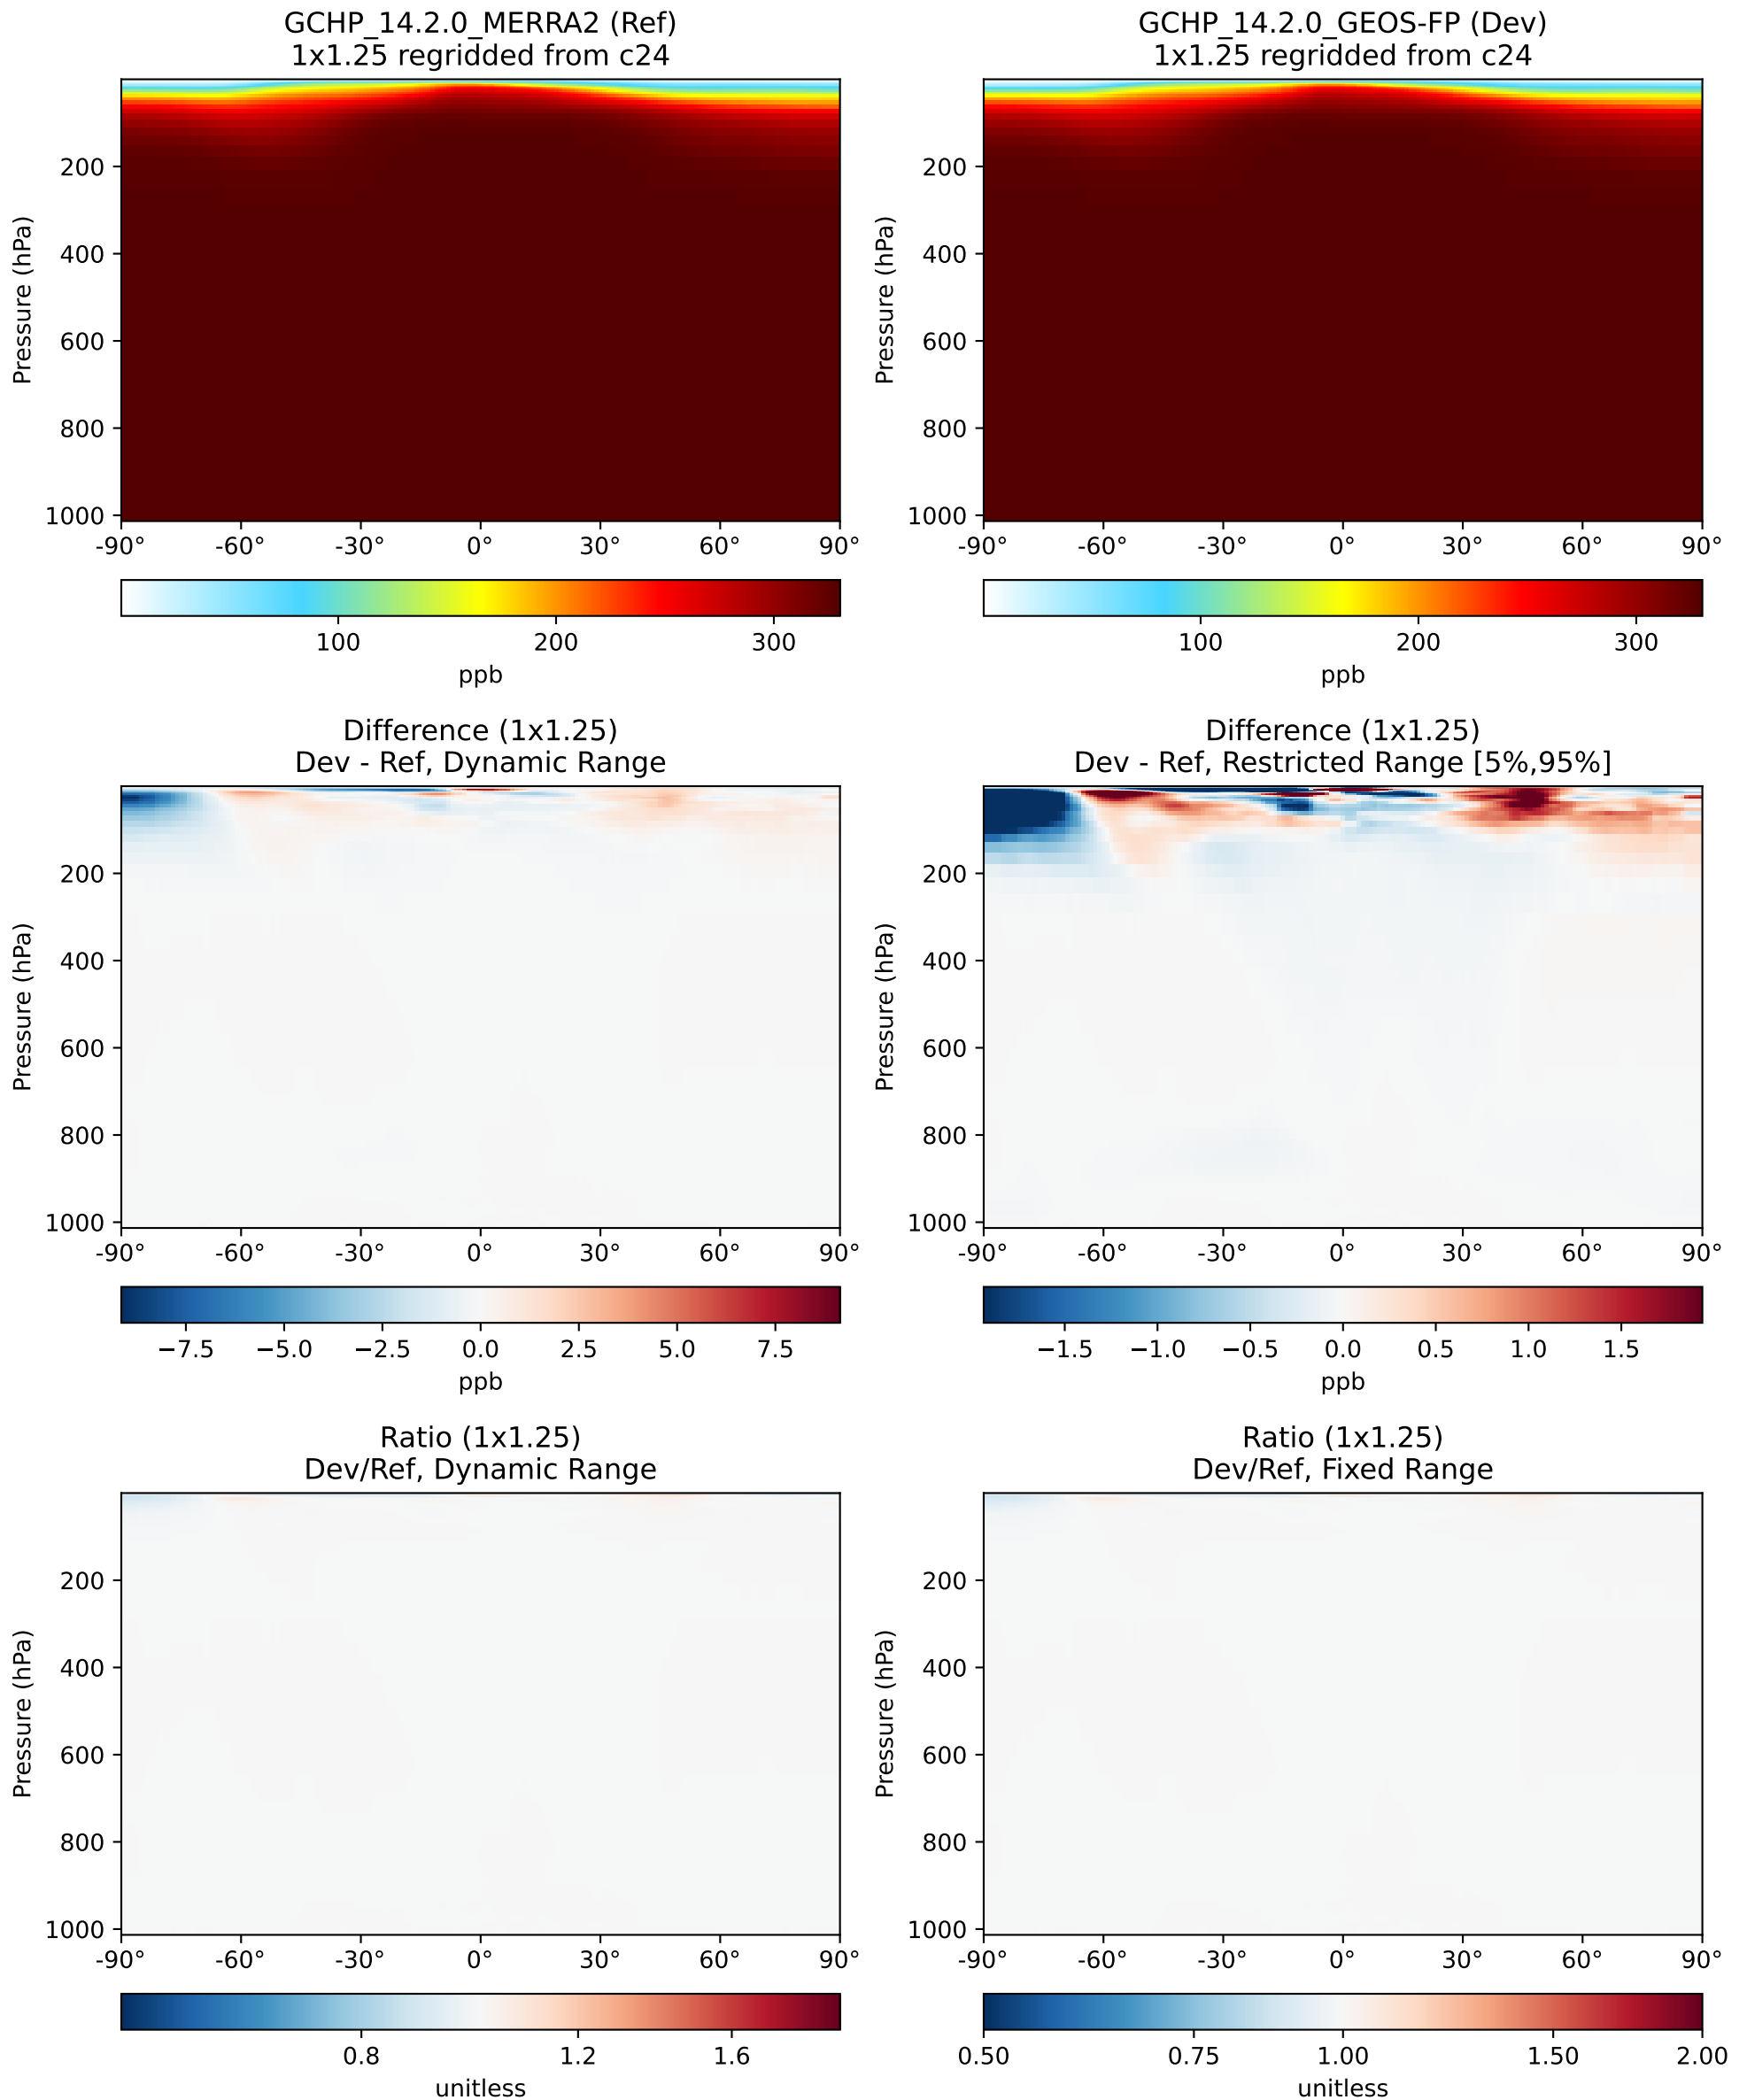 GCHP_14.2.0_MERRA2 (Ref)
1x1.25 regridded from c24
Pressure (hPa)
200
400
600
800
1000
-90° -60° -30° 0° 30° 60° 90°
100 200 300
ppb
GCHP_14.2.0_GEOS-FP (Dev)
1x1.25 regridded from c24
Pressure (hPa)
200
400
600
800
1000
-90° -60° -30° 0° 30° 60° 90°
100 200 300
ppb
Difference (1x1.25)
Dev - Ref, Dynamic Range
Pressure (hPa)
200
400
600
800
1000
-90° -60° -30° 0° 30° 60° 90°
−7.5 −5.0 −2.5 0.0 2.5 5.0 7.5
ppb
Difference (1x1.25)
Dev - Ref, Restricted Range [5%,95%]
Pressure (hPa)
200
400
600
800
1000
-90° -60° -30° 0° 30° 60° 90°
−1.5 −1.0 −0.5 0.0 0.5 1.0 1.5
ppb
Ratio (1x1.25)
Dev/Ref, Dynamic Range
Pressure (hPa)
200
400
600
800
1000
-90° -60° -30° 0° 30° 60° 90°
0.8 1.2 1.6
unitless
Ratio (1x1.25)
Dev/Ref, Fixed Range
Pressure (hPa)
200
400
600
800
1000
-90° -60° -30° 0° 30° 60° 90°
0.50 0.75 1.00 1.50 2.00
unitless